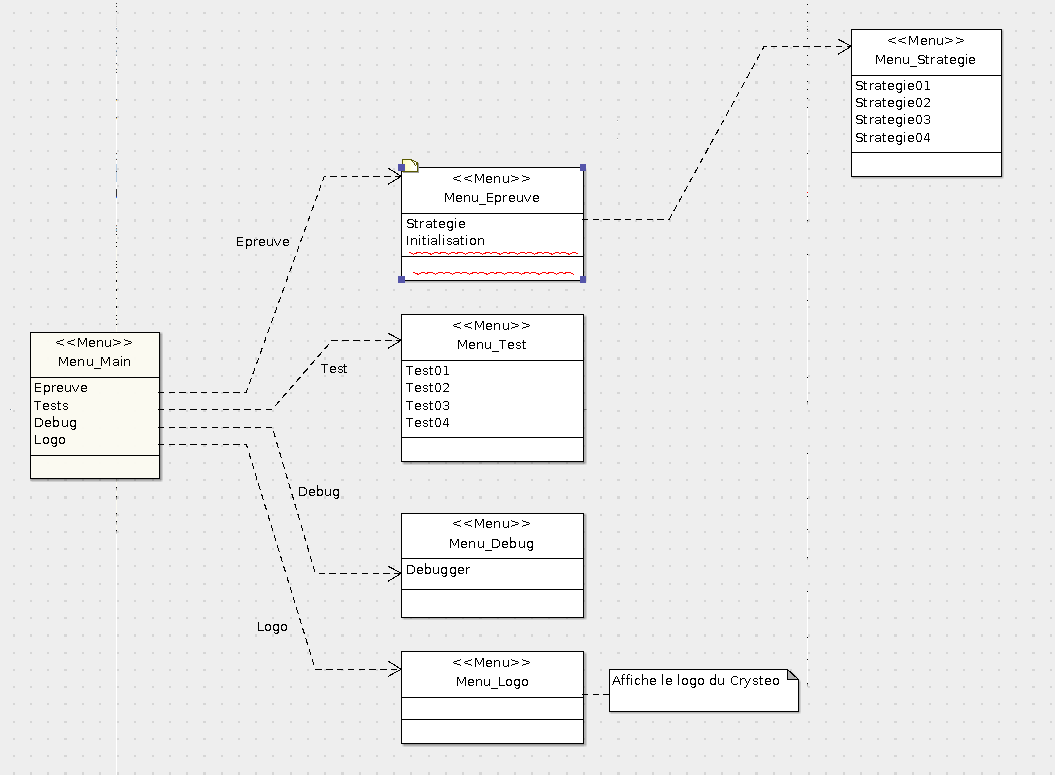 <<Menu>>
Menu_Strategie
Strategie01
Strategie02
Strategie03
Strategie04
<<Menu>>
Menu_Epreuve
Strategie
Initialisation
Epreuve
<<Menu>>
Menu_Main
Epreuve
Tests
Debug
Logo
<<Menu>>
Menu_Test
Test01
Test02
Test03
Test04
Test
Debug
<<Menu>>
Menu_Debug
Debugger
Logo
<<Menu>>
Menu_Logo
Affiche le logo du Crysteo